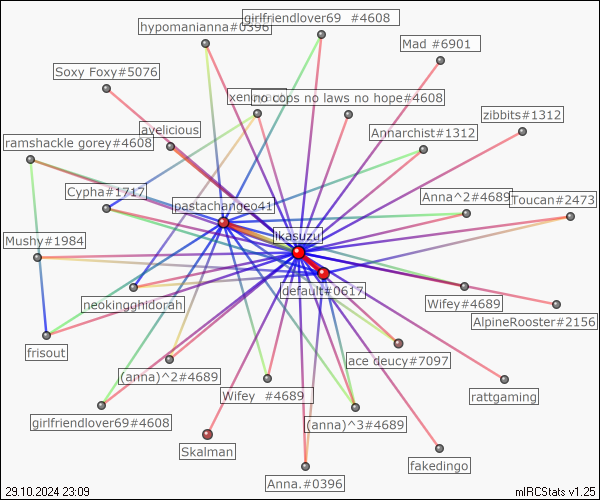 girlfriendlover69 #4608
hypomanianna#0396
Mad #6901
Soxy Foxy#5076
no cops no laws no hope#4608
zibbits#1312
avelicious
Annarchist#1312
ramshackle gorey#4608
Cypha#1717
Anna^2#4689
Toucan#2473
pastachangeo41
ikasuzu
Mushy#1984
default#0617
neokingghidorah
Wifey#4689
AlpineRooster#2156
frisout
ace deucy#7097
(anna)^2#4689
Wifey #4689
rattgaming
girlfriendlover69#4608
(anna)^3#4689
Skalman
fakedingo
Anna.#0396
29.10.2024 23:09
mIRCStats v1.25